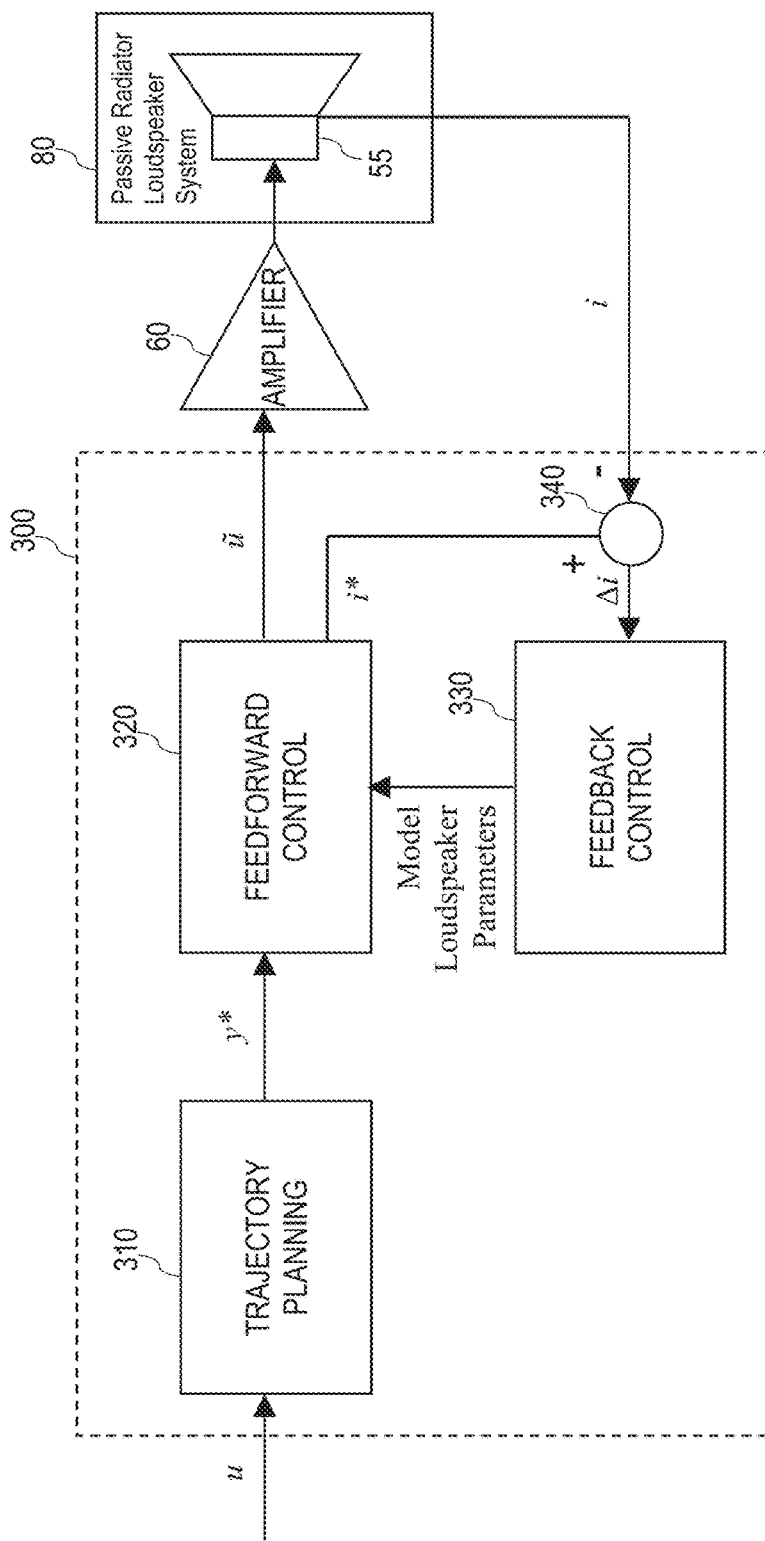 300
80
Passive Radiator
Loudspeaker
System
55
60
AMPLIFIER
u
310
TRAJECTORY
PLANNING
y*
320
FEEDFORWARD
CONTROL
ũ
i*
i
Model
Loudspeaker
Parameters
330
FEEDBACK
CONTROL
Δi
+
-
340